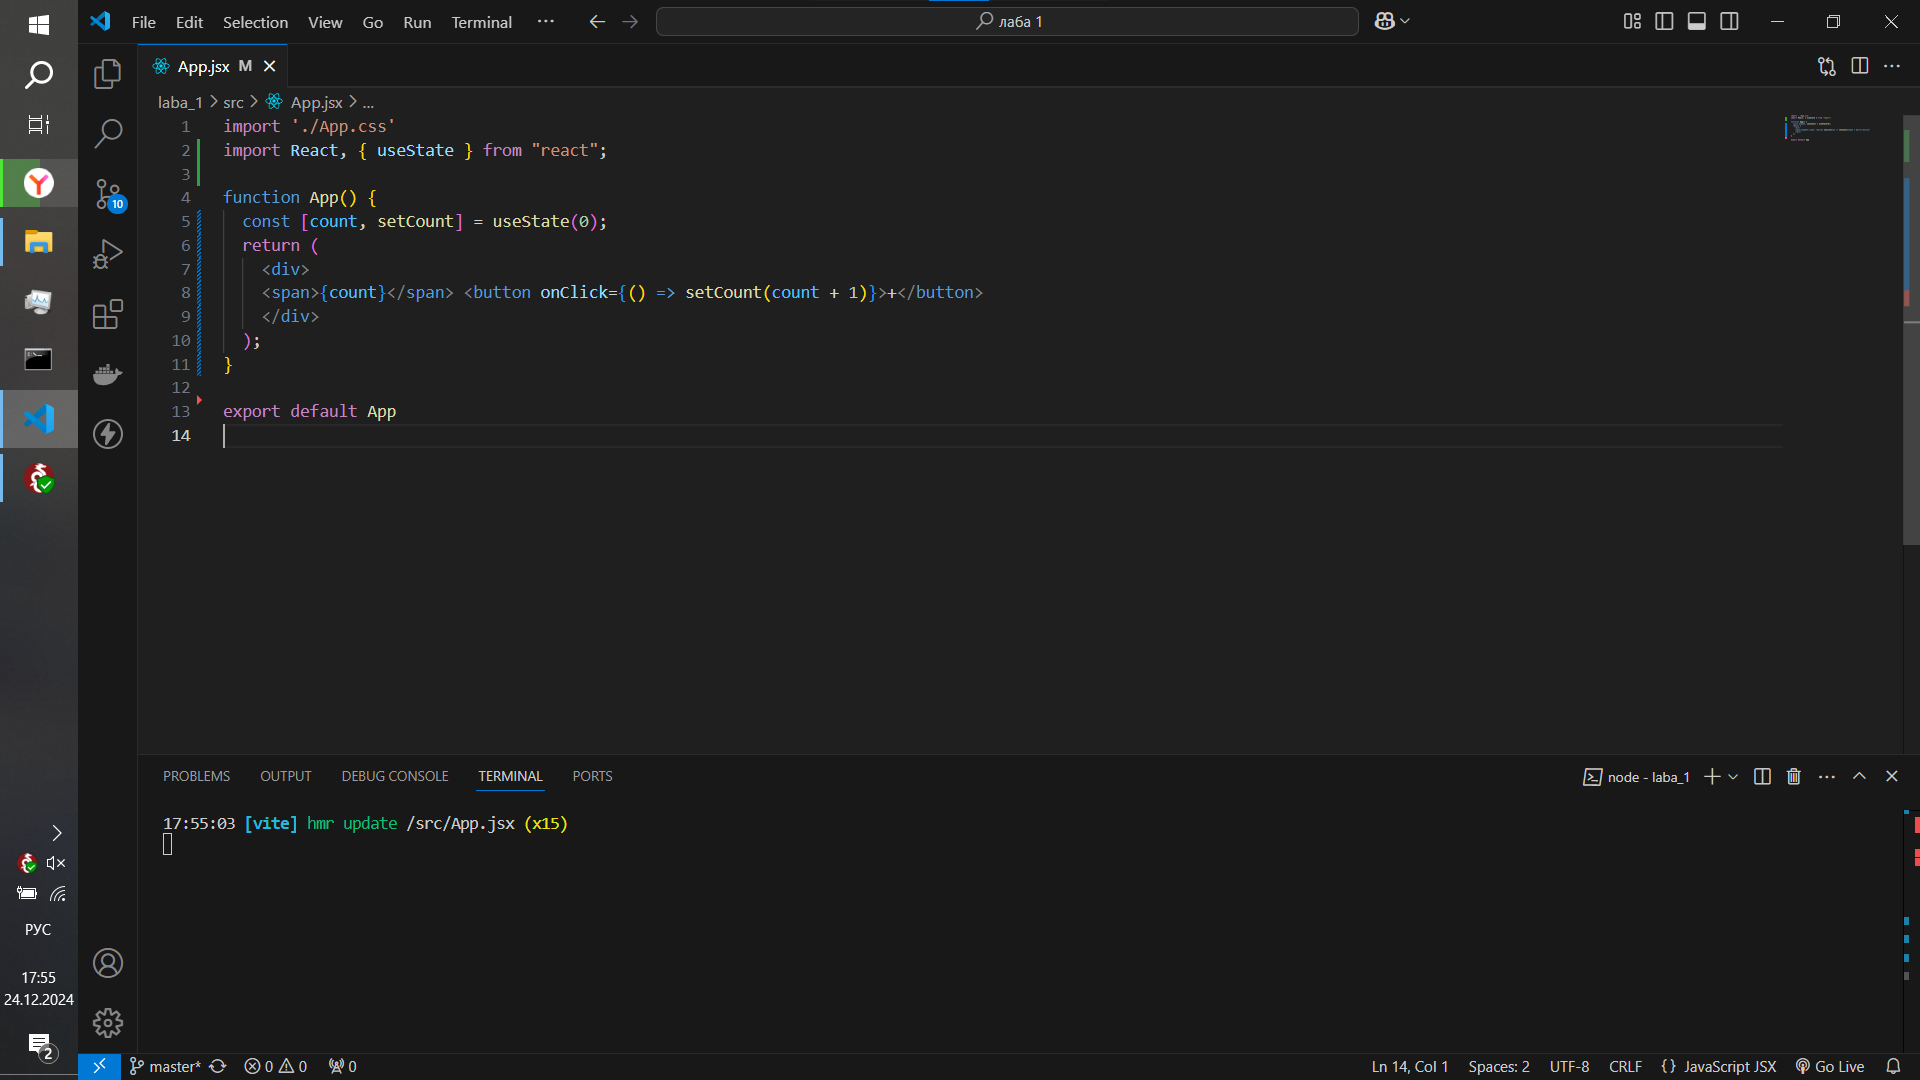 File Edit Selection View Go Run Terminal ··· лаба 1
App.jsx M
laba_1 > src > App.jsx > ...
1 import './App.css'
2 import React, { useState } from "react";
3
4 function App() {
5 const [count, setCount] = useState(0);
6 return (
7 <div>
8 <span>{count}</span> <button onClick={() => setCount(count + 1)}>+</button>
9 </div>
10 );
11 }
12
13 export default App
14
10
PROBLEMS OUTPUT DEBUG CONSOLE TERMINAL PORTS node - laba_1
17:55:03 [vite] hmr update /src/App.jsx (x15)
РУС
17:55
24.12.2024
2
master* 0 0 0 Ln 14, Col 1 Spaces: 2 UTF-8 CRLF {} JavaScript JSX Go Live